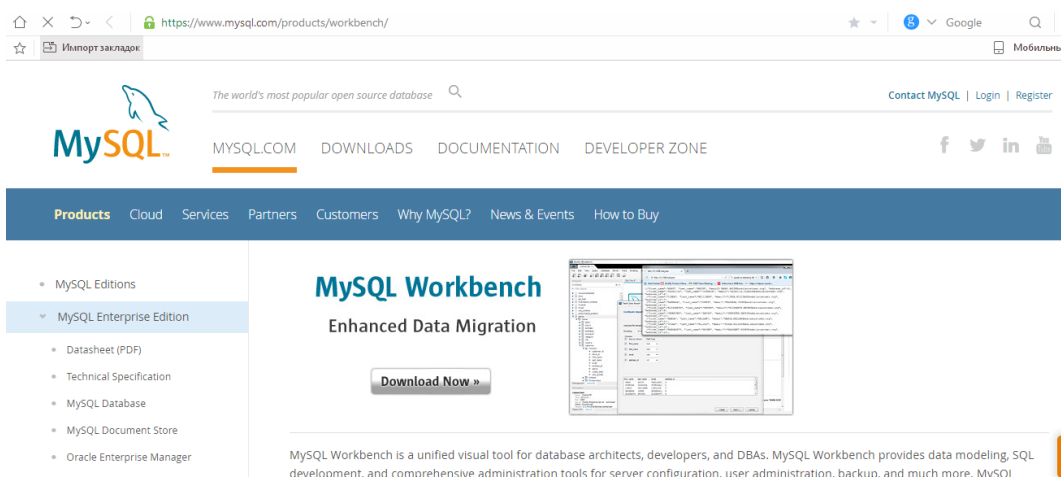 https://www.mysql.com/products/workbench/
8 Google
Импорт закладок
The world's most popular open source database
Contact MySQL | Login | Register
MySQL™
MYSQL.COM DOWNLOADS DOCUMENTATION DEVELOPER ZONE
f in You Tube
Products Cloud Services Partners Customers Why MySQL? News & Events How to Buy
MySQL Editions
MySQL Enterprise Edition
Datasheet (PDF)
Technical Specification
MySQL Database
MySQL Document Store
Oracle Enterprise Manager
MySQL Workbench
Enhanced Data Migration
Download Now »
MySQL Workbench is a unified visual tool for database architects, developers, and DBAs. MySQL Workbench provides data modeling, SQL
development, and comprehensive administration tools for server configuration, user administration, backup, and much more. MySQL